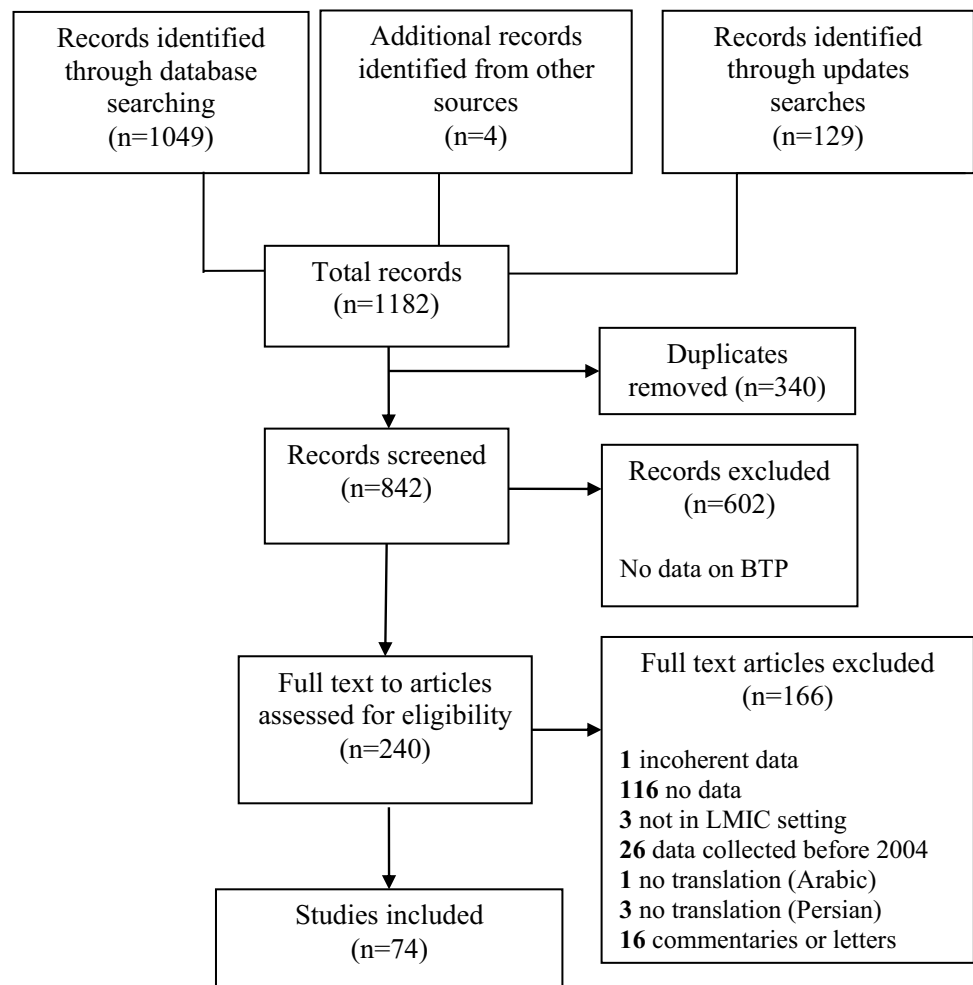 Records identified
through database
searching
(n=1049)
Additional records
identified from other
sources
(n=4)
Records identified
through updates
searches
(n=129)
Total records
(n=1182)
Duplicates
removed (n=340)
Records screened
(n=842)
Records excluded
(n=602)
No data on BTP
Full text to articles
assessed for eligibility
(n=240)
Full text articles excluded
(n=166)
1 incoherent data
116 no data
3 not in LMIC setting
26 data collected before 2004
1 no translation (Arabic)
3 no translation (Persian)
16 commentaries or letters
Studies included
(n=74)